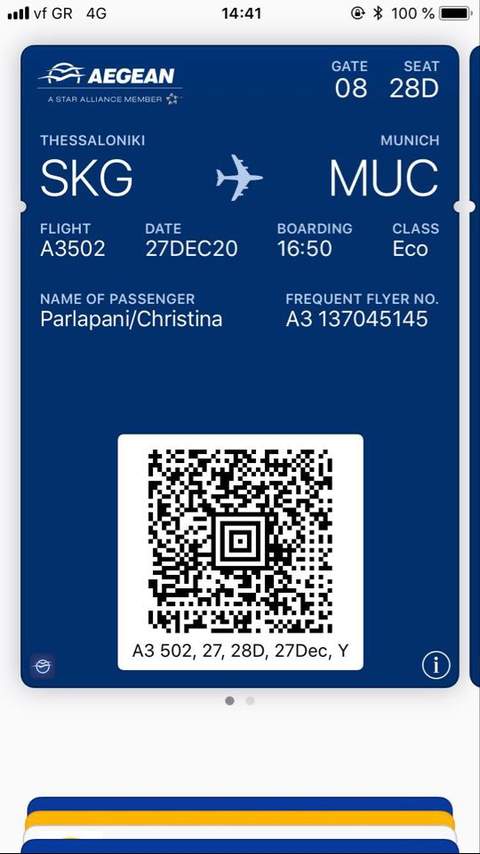 vf GR 4G 14:41 100 %
AEGEAN
A STAR ALLIANCE MEMBER
GATE SEAT
08 28D
THESSALONIKI MUNICH
SKG MUC
FLIGHT DATE BOARDING CLASS
A3502 27DEC20 16:50 Eco
NAME OF PASSENGER FREQUENT FLYER NO.
Parlapani/Christina A3 137045145
A3 502, 27, 28D, 27Dec, Y
i